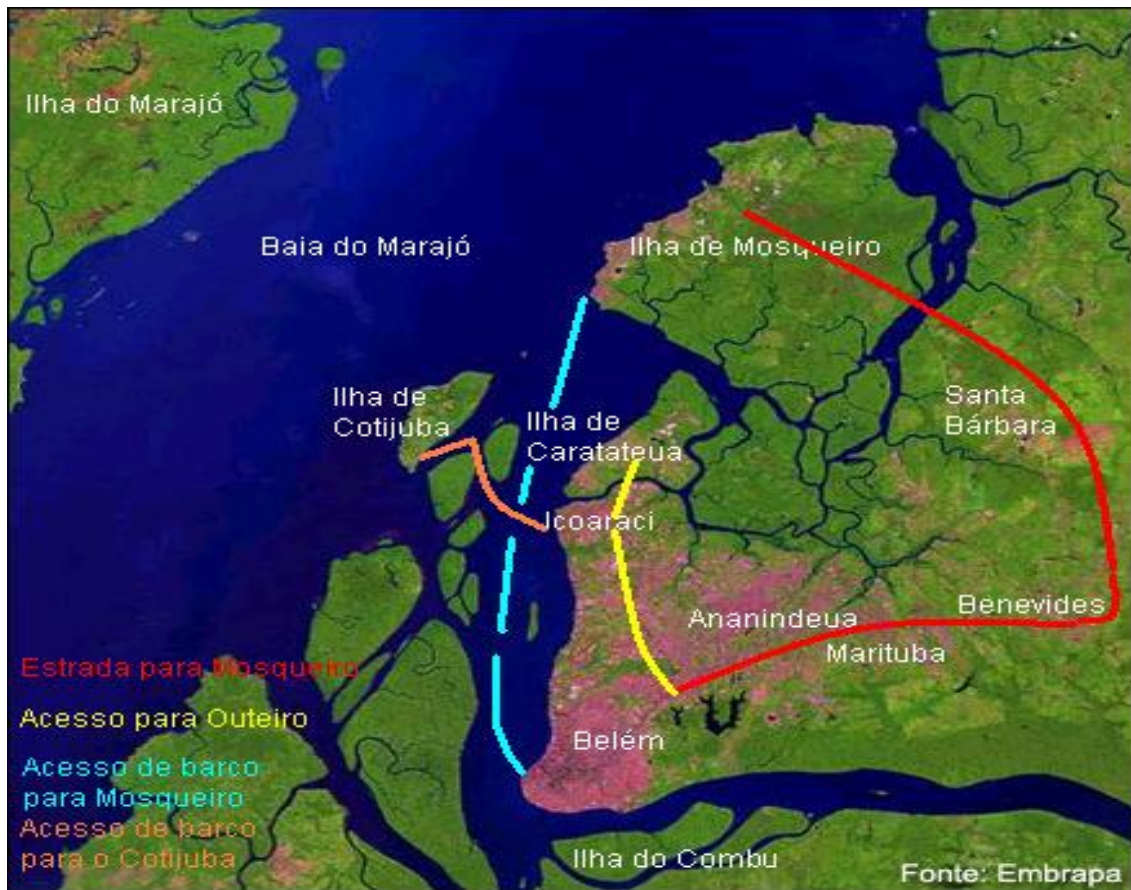 Ilha do Marajó
Baia do Marajó
Ilha de Mosqueiro
Ilha de
Cotijuba
Ilha de
Caratateua
Santa
Bárbara
Icoaraci
Ananindeua
Benevides
Marituba
Belém
Ilha do Combu
Estrada para Mosqueiro
Acesso para Outeiro
Acesso de barco
para Mosqueiro
Acesso de barco
para o Cotijuba
Fonte: Embrapa